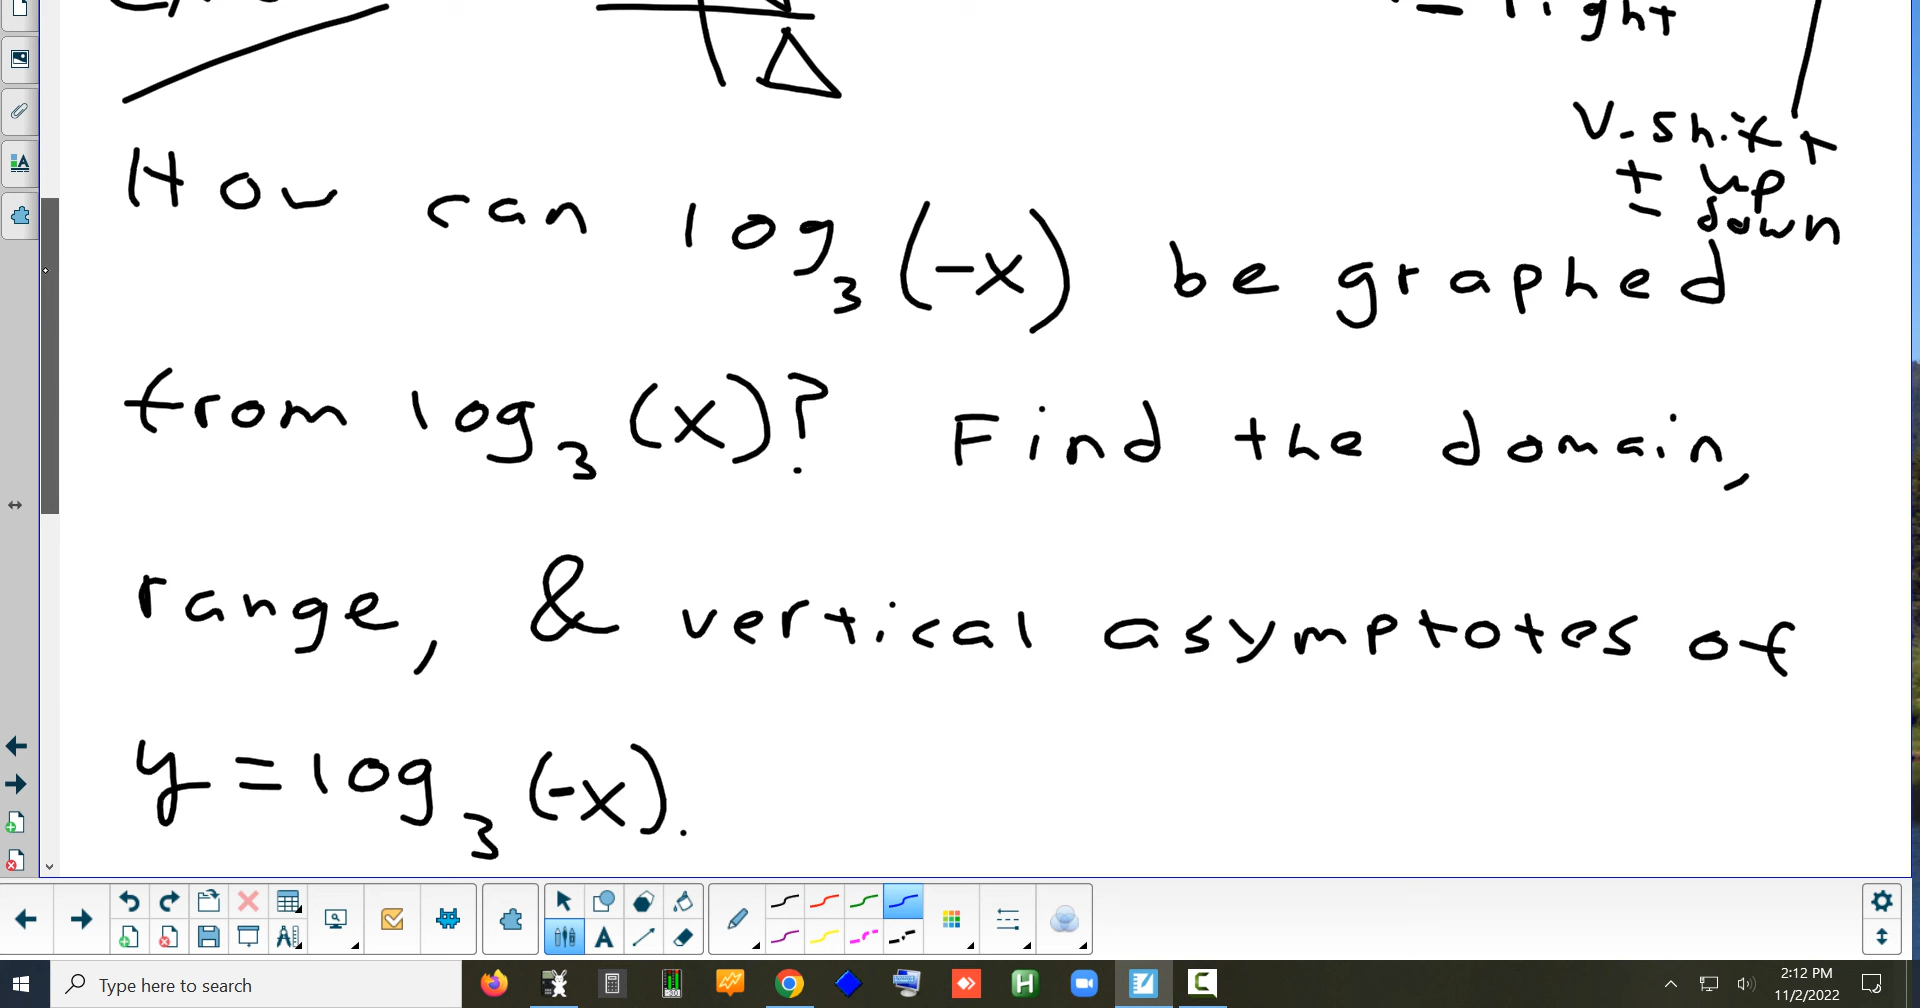 = right
V-shift
+ up
- down
How can log₃(-x) be graphed
from log₃(x)? Find the domain,
range, & vertical asymptotes of
y = log₃(-x).
Type here to search
2:12 PM
11/2/2022